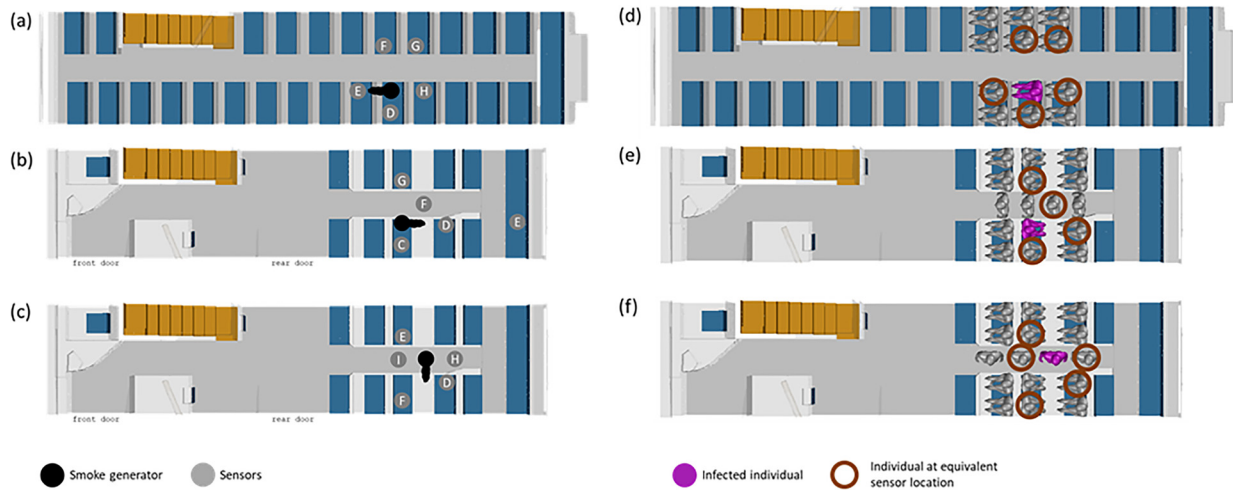 (a)
F G
E H
D
(d)
(b)
G
F
D E
C
front door rear door
(e)
(c)
E
I H
D
F
front door rear door
(f)
Smoke generator Sensors Infected individual Individual at equivalent
sensor location